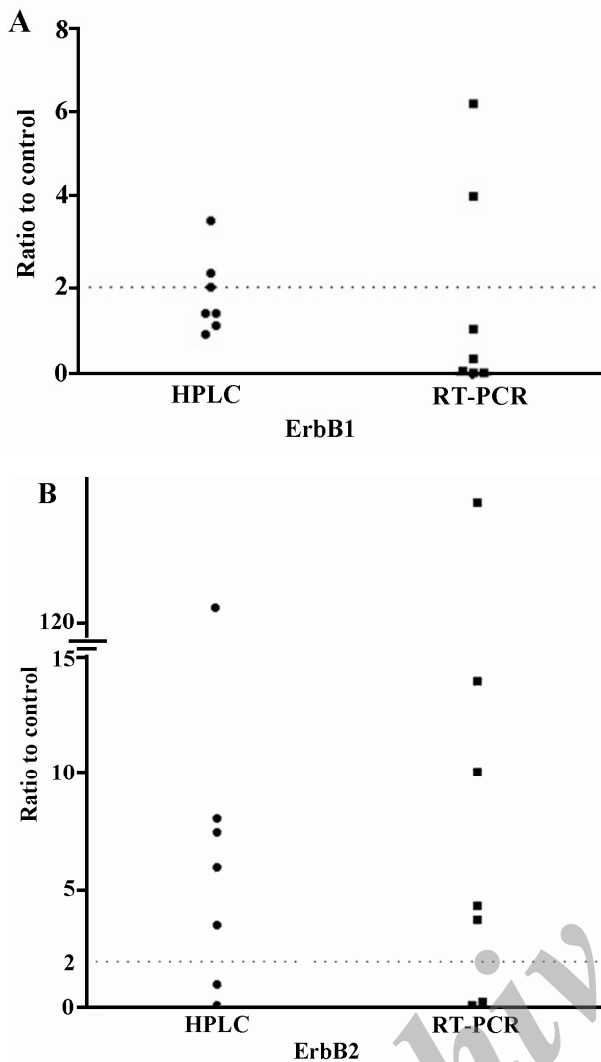 A
8
6
4
2
0
Ratio to control
HPLC
RT-PCR
ErbB1
B
120
15
10
5
2
0
Ratio to control
HPLC
RT-PCR
ErbB2
hiv